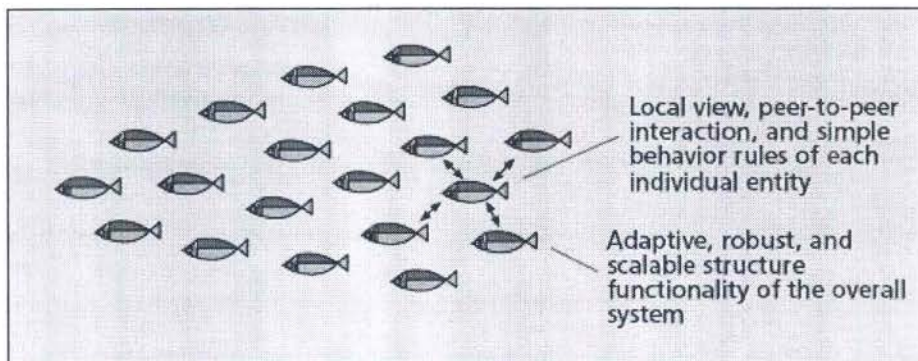 Local view, peer-to-peer
interaction, and simple
behavior rules of each
individual entity
Adaptive, robust, and
scalable structure
functionality of the overall
system